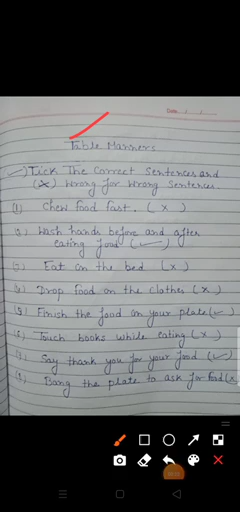 Date / /
Table Manners
✓) Tick The Correct Sentences and
(x) Wrong for Wrong Sentences.
(1) Chew food fast. (x)
(2) Wash hands before and after
eating food (✓)
(3) Eat on the bed (x)
(4) Drop food on the clothes (x)
(5) Finish the food on your plate (✓)
(6) Touch books while eating (x)
(7) Say thank you for your food (✓)
(8) Bang the plate to ask for food (x)